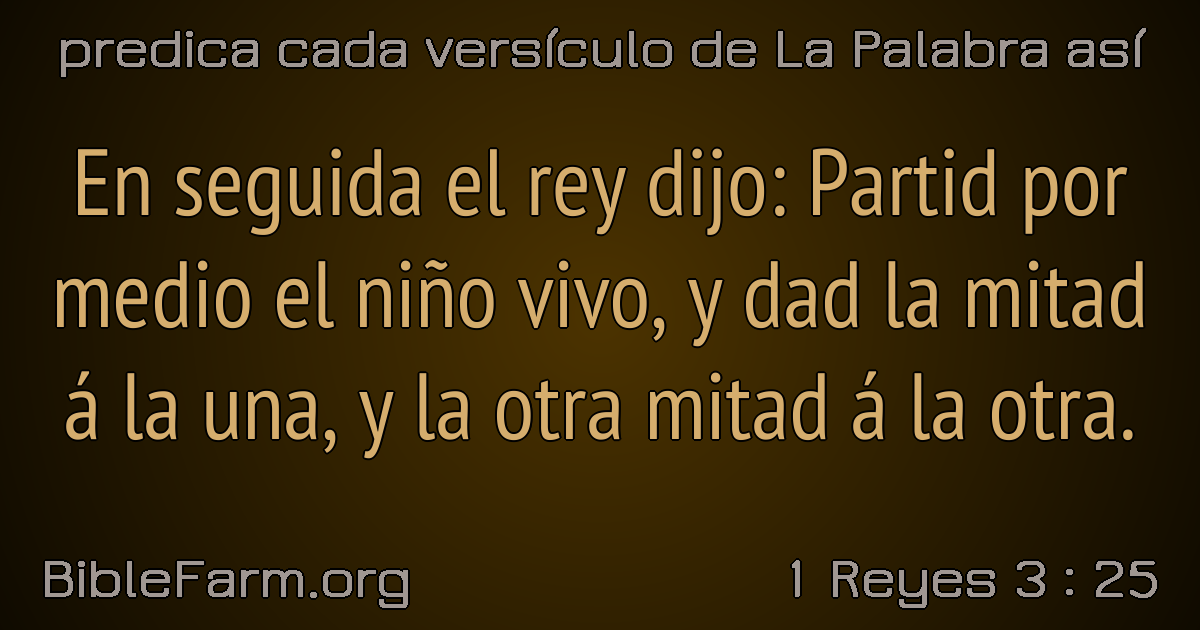 predica cada versículo de La Palabra así
En seguida el rey dijo: Partid por
medio el niño vivo, y dad la mitad
á la una, y la otra mitad á la otra.
BibleFarm.org
1 Reyes 3 : 25